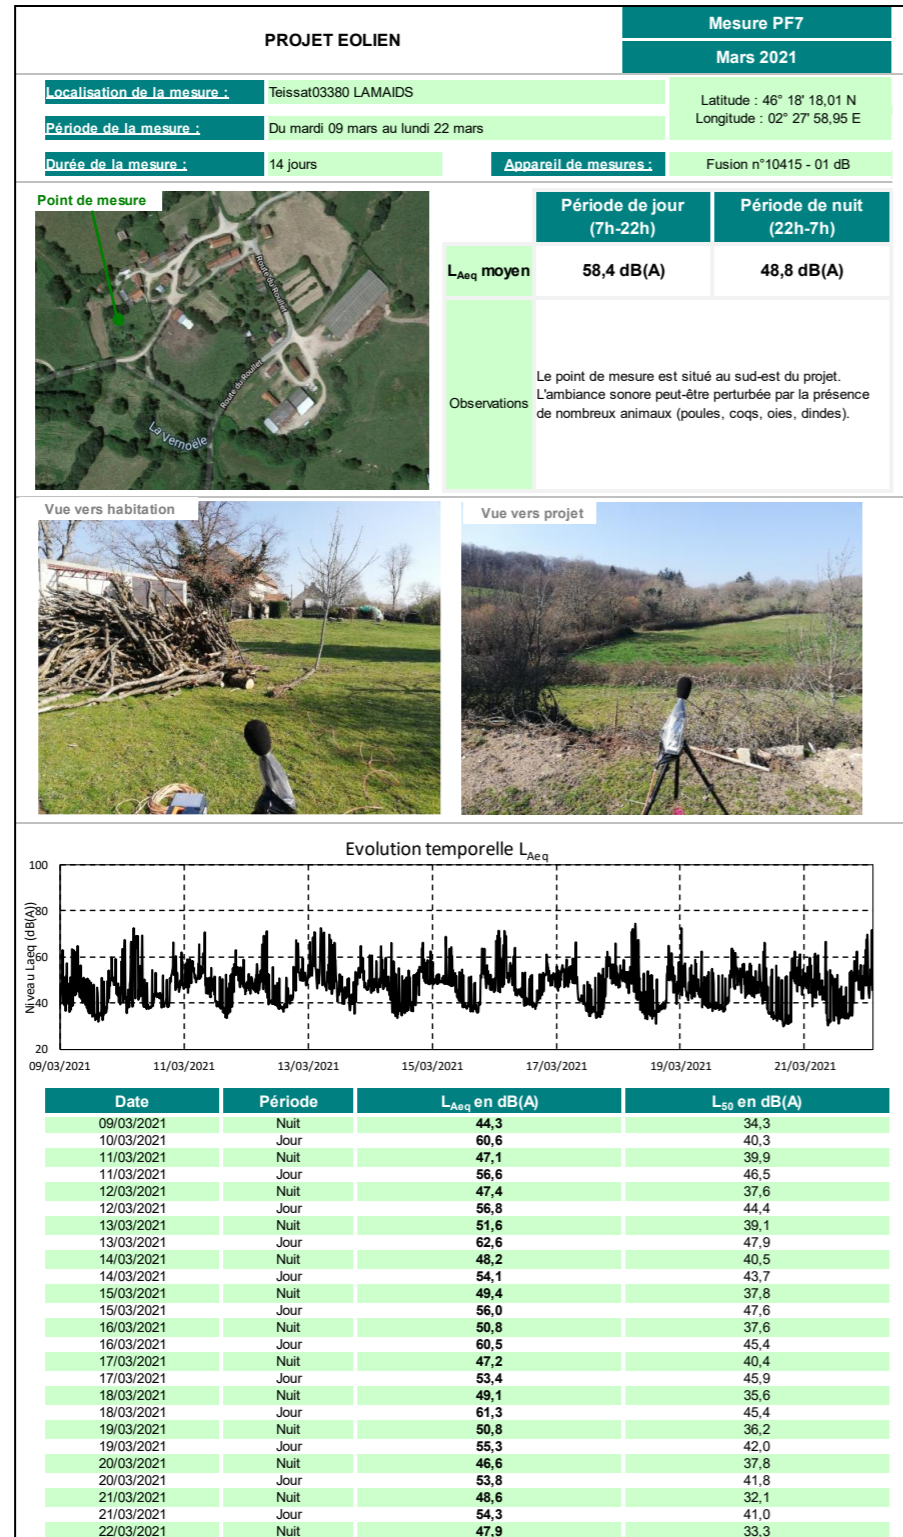 PROJET EOLIEN
Mesure PF7
Mars 2021
Localisation de la mesure :
Teissat03380 LAMAIDS
Latitude : 46° 18' 18,01 N
Longitude : 02° 27' 58,95 E
Période de la mesure :
Du mardi 09 mars au lundi 22 mars
Durée de la mesure :
14 jours
Appareil de mesures :
Fusion n°10415 - 01 dB
Point de mesure
Route du Roullet
Route du Roullet
La Vernoële
Période de jour
(7h-22h)
Période de nuit
(22h-7h)
LAeq moyen
58,4 dB(A)
48,8 dB(A)
Observations
Le point de mesure est situé au sud-est du projet.
L'ambiance sonore peut-être perturbée par la présence
de nombreux animaux (poules, coqs, oies, dindes).
Vue vers habitation
Vue vers projet
Evolution temporelle LAeq
Niveau Laeq (dB(A))
100
80
60
40
20
09/03/2021 11/03/2021 13/03/2021 15/03/2021 17/03/2021 19/03/2021 21/03/2021
Date Période LAeq en dB(A) L50 en dB(A)
09/03/2021 Nuit 44,3 34,3
10/03/2021 Jour 60,6 40,3
11/03/2021 Nuit 47,1 39,9
11/03/2021 Jour 56,6 46,5
12/03/2021 Nuit 47,4 37,6
12/03/2021 Jour 56,8 44,4
13/03/2021 Nuit 51,6 39,1
13/03/2021 Jour 62,6 47,9
14/03/2021 Nuit 48,2 40,5
14/03/2021 Jour 54,1 43,7
15/03/2021 Nuit 49,4 37,8
15/03/2021 Jour 56,0 47,6
16/03/2021 Nuit 50,8 37,6
16/03/2021 Jour 60,5 45,4
17/03/2021 Nuit 47,2 40,4
17/03/2021 Jour 53,4 45,9
18/03/2021 Nuit 49,1 35,6
18/03/2021 Jour 61,3 45,4
19/03/2021 Nuit 50,8 36,2
19/03/2021 Jour 55,3 42,0
20/03/2021 Nuit 46,6 37,8
20/03/2021 Jour 53,8 41,8
21/03/2021 Nuit 48,6 32,1
21/03/2021 Jour 54,3 41,0
22/03/2021 Nuit 47,9 33,3